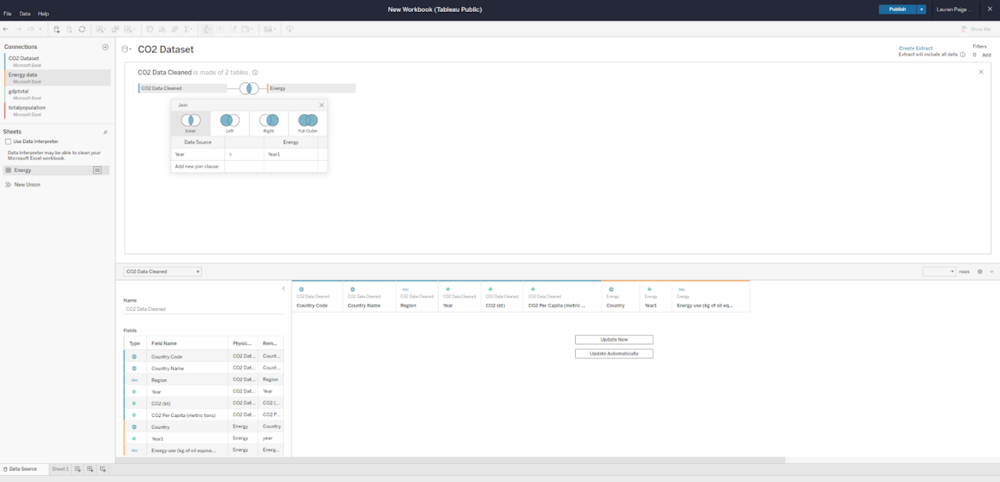 New Workbook (Tableau Public)
File Data Help
Publish
Lauren Paige ...
Show Me
Connections
CO2 Dataset
Microsoft Excel
Energy data
Microsoft Excel
gdptotal
Microsoft Excel
totalpopulation
Microsoft Excel
Sheets
Use Data Interpreter
Data Interpreter may be able to clean your
Microsoft Excel workbook.
Energy
New Union
CO2 Dataset
Create Extract
Extract will include all data.
Filters
0 Add
CO2 Data Cleaned is made of 2 tables.
CO2 Data Cleaned
Energy
Join
Inner Left Right Full Outer
Data Source Energy
Year = Year1
Add new join clause
CO2 Data Cleaned
rows
Name
CO2 Data Cleaned
Fields
Type Field Name Physic... Rem...
Country Code CO2 Dat... Count...
Country Name CO2 Dat... Count...
Abc Region CO2 Dat... Region
# Year CO2 Dat... Year
# CO2 (kt) CO2 Dat... CO2 (...
# CO2 Per Capita (metric tons) CO2 Dat... CO2 P...
Country Energy Country
# Year1 Energy year
Abc Energy use (kg of oil equiva... Energy Energ...
Abc # # # # Abc
CO2 Data Cleaned CO2 Data Cleaned CO2 Data Cleaned CO2 Data Cleaned CO2 Data Cleaned CO2 Data Cleaned Energy Energy Energy
Country Code Country Name Region Year CO2 (kt) CO2 Per Capita (metric ... Country Year1 Energy use (kg of oil eq...
Update Now
Update Automatically
Data Source Sheet 1